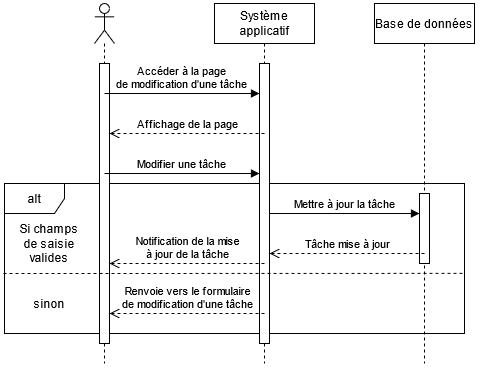 Système
applicatif
Base de données
Accéder à la page
de modification d'une tâche
Affichage de la page
Modifier une tâche
alt
Si champs
de saisie
valides
Mettre à jour la tâche
Tâche mise à jour
Notification de la mise
à jour de la tâche
sinon
Renvoie vers le formulaire
de modification d'une tâche